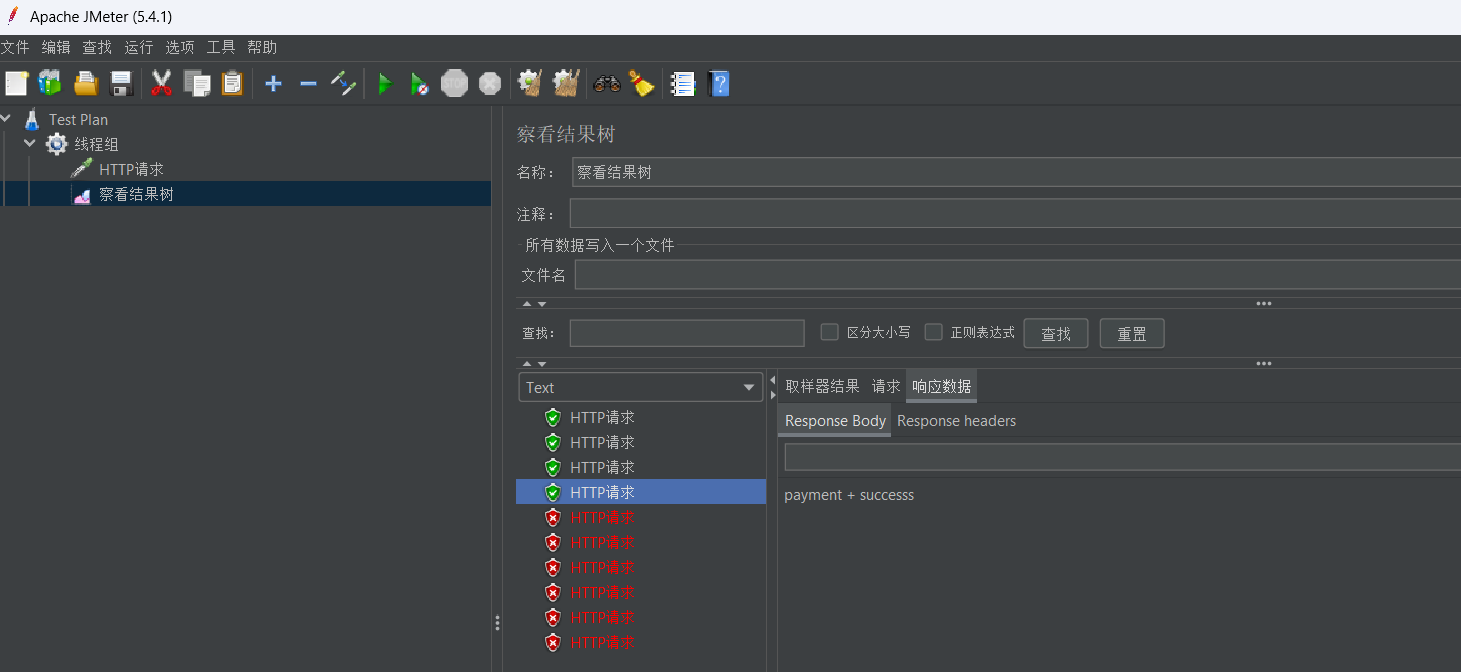 Apache JMeter (5.4.1)
文件 编辑 查找 运行 选项 工具 帮助
STOP
Test Plan
线程组
HTTP请求
察看结果树
察看结果树
名称： 察看结果树
注释：
所有数据写入一个文件
文件名
查找： 区分大小写 正则表达式 查找 重置
Text
取样器结果 请求 响应数据
Response Body Response headers
HTTP请求
HTTP请求
HTTP请求
HTTP请求
payment + successs
HTTP请求
HTTP请求
HTTP请求
HTTP请求
HTTP请求
HTTP请求